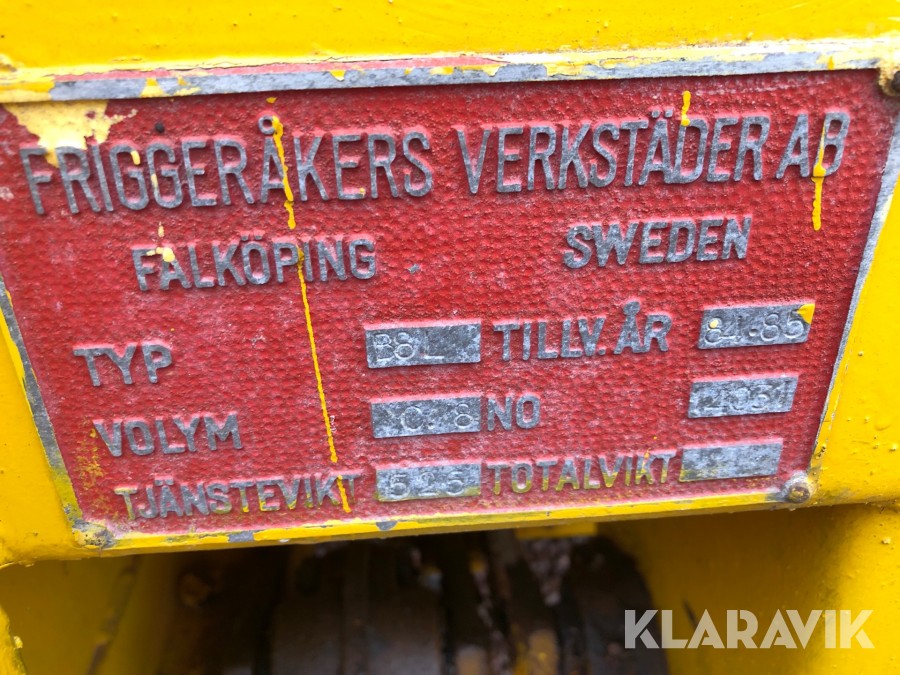 FRIGGERÅKERS VERKSTÄDER AB
FALKÖPING SWEDEN
TYP B8L TILLV. ÅR 84-85
VOLYM 0.8 NO
TJÄNSTEVIKT 525 TOTALVIKT
KLARAVIK